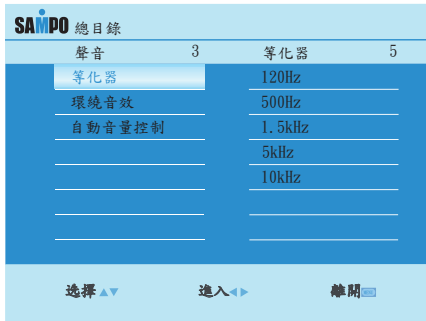 SAMPO 總目錄
聲音 3 等化器 5
等化器 120Hz
環繞音效 500Hz
自動音量控制 1.5kHz
5kHz
10kHz
选擇▲▼ 進入◀▶ 離開